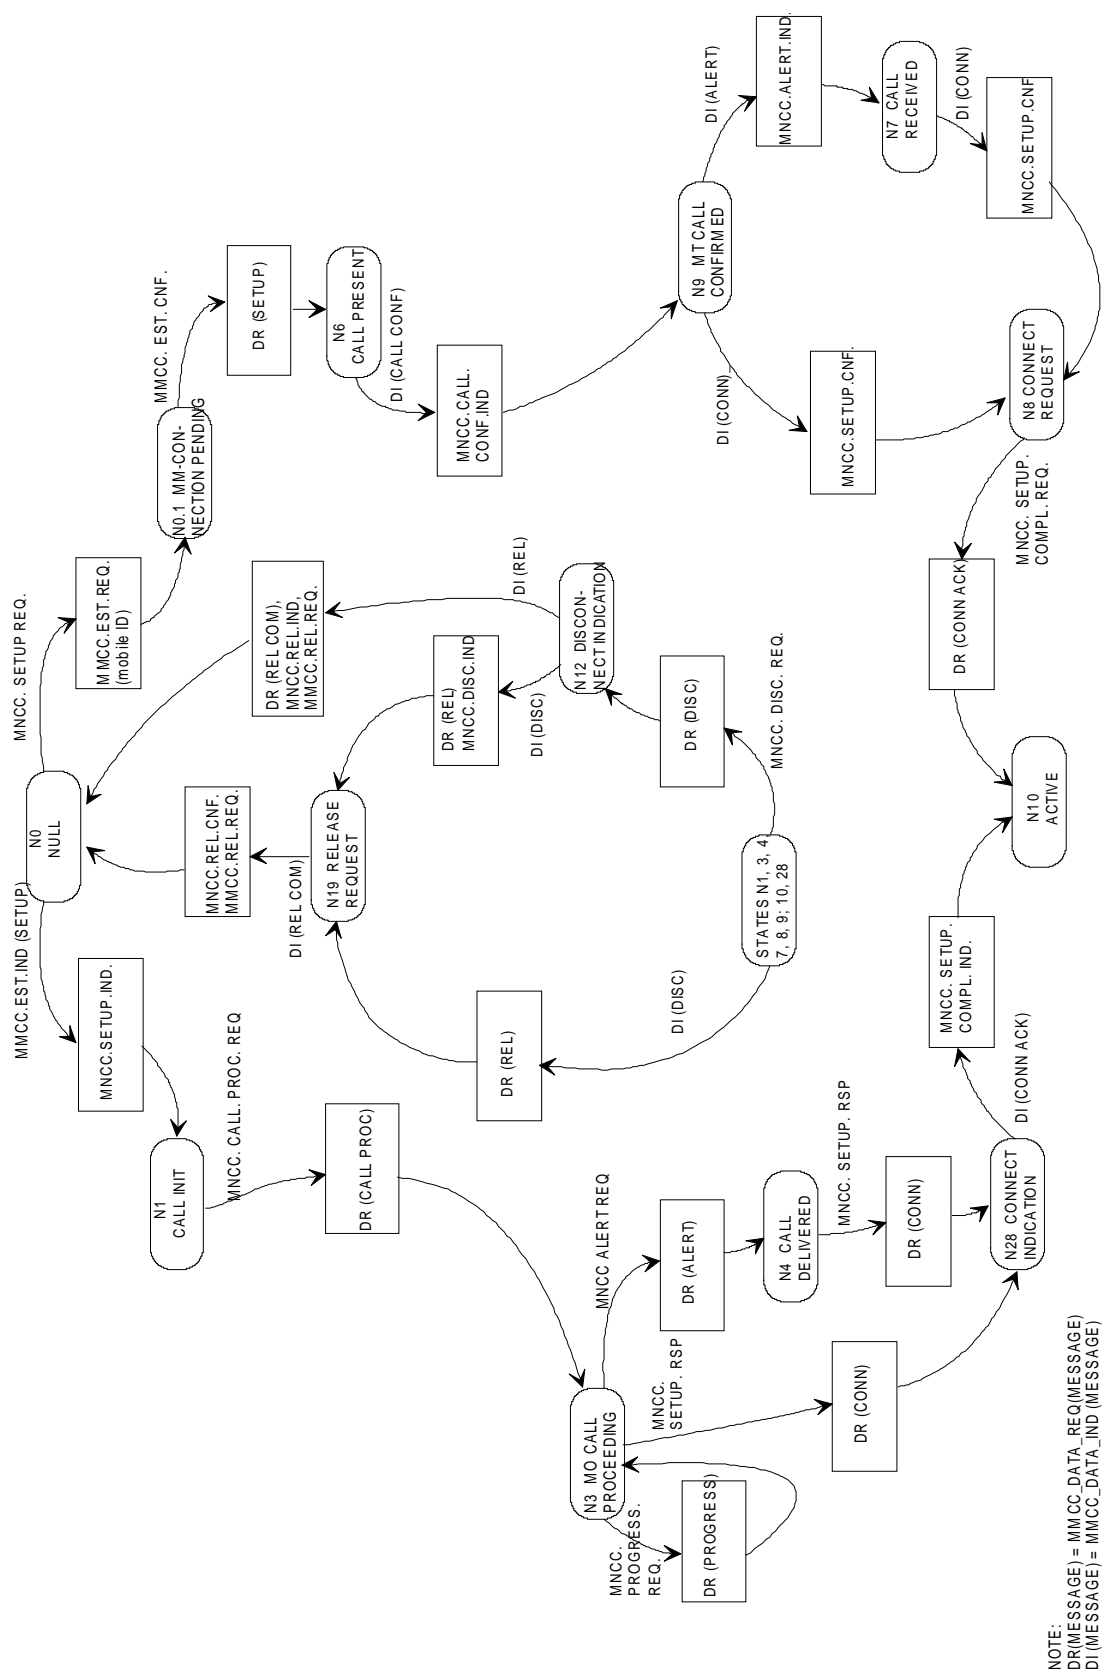 MMCC.EST.IND (SETUP)
N0
NULL
MNCC. SETUP REQ.
MNCC.SETUP.IND.
MMCC.EST.REQ.
(mobile ID)
N1
CALL INIT
MNCC. CALL. PROC. REQ
MNCC.REL.CNF.
MMCC.REL.REQ.
DR (REL COM),
MNCC.REL.IND,
MMCC.REL.REQ.
N0.1 MM-CON-
NECTION PENDING
MMCC. EST. CNF.
DR (SETUP)
DR (CALL PROC)
DI (REL COM)
N19 RELEASE
REQUEST
N6
CALL PRESENT
DI (CALL CONF)
DR (REL)
MNCC.DISC.IND
DI (REL)
MNCC.CALL.
CONF.IND
DR (REL)
DI (DISC)
N12 DISCON-
NECT INDICATION
N3 MO CALL
PROCEEDING
MNCC ALERT REQ
DI (DISC)
DR (DISC)
MNCC. DISC. REQ.
N9 MT CALL
CONFIRMED
DI (ALERT)
MNCC.
PROGRESS.
REQ.
MNCC.
SETUP. RSP
DR (ALERT)
DR (PROGRESS)
STATES N1, 3, 4
7, 8, 9; 10, 28
DI (CONN)
MNCC.ALERT.IND.
N4 CALL
DELIVERED
MNCC. SETUP. RSP
MNCC.SETUP.CNF.
DR (CONN)
DR (CONN)
N7 CALL
RECEIVED
DI (CONN)
MNCC. SETUP.
COMPL. IND.
DR (CONN ACK)
MNCC.SETUP.CNF
N28 CONNECT
INDICATION
DI (CONN ACK)
N10
ACTIVE
MNCC. SETUP.
COMPL. REQ.
N8 CONNECT
REQUEST
NOTE:
DR(MESSAGE) = MMCC_DATA_REQ(MESSAGE)
DI (MESSAGE) = MMCC_DATA_IND (MESSAGE)